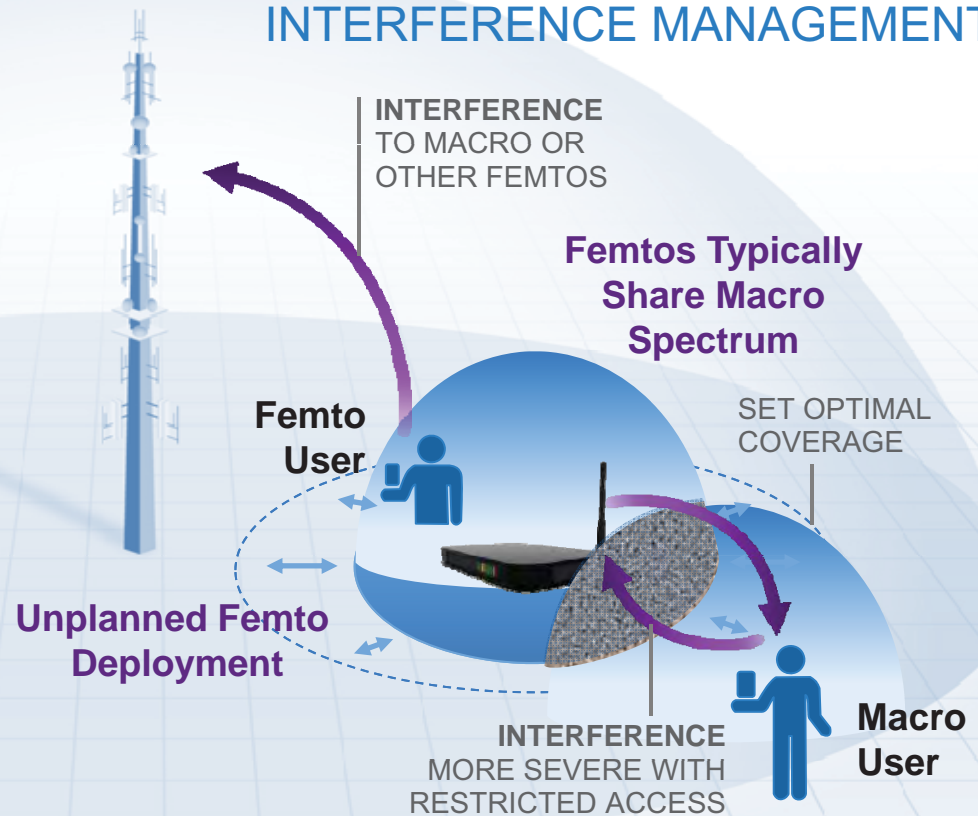 INTERFERENCE MANAGEMENT
INTERFERENCE
TO MACRO OR
OTHER FEMTOS
Femtos Typically
Share Macro
Spectrum
SET OPTIMAL
COVERAGE
Femto
User
Unplanned Femto
Deployment
INTERFERENCE
MORE SEVERE WITH
RESTRICTED ACCESS
Macro
User